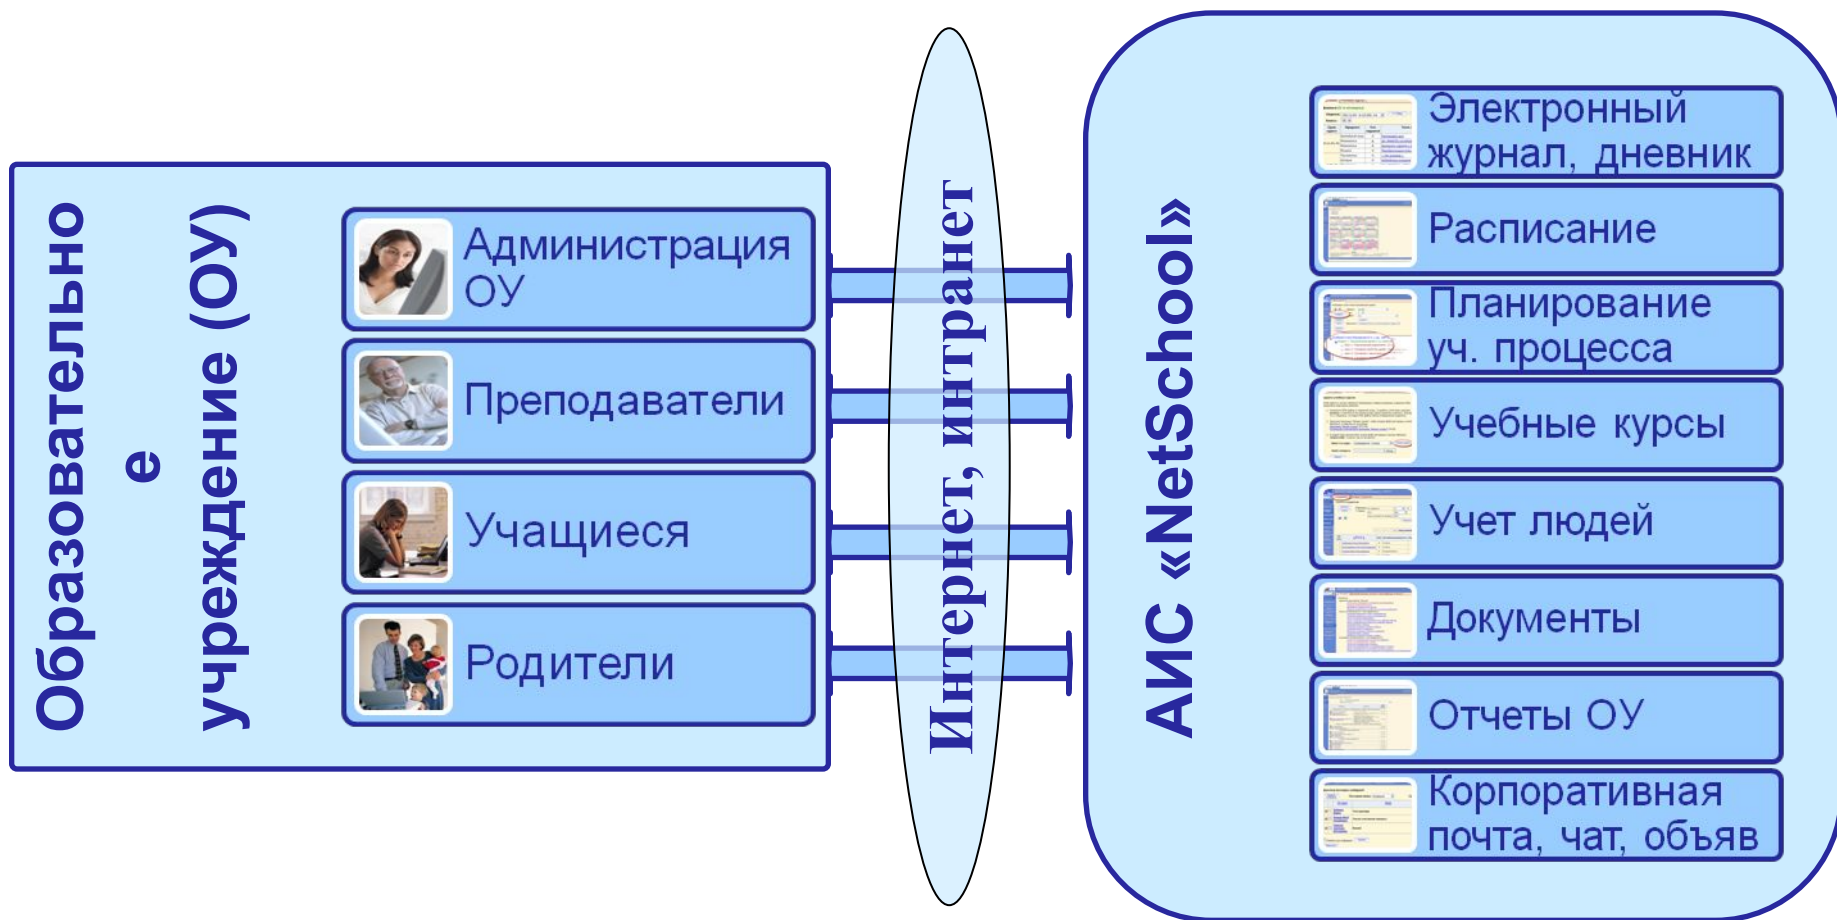 Образовательно
е
учреждение (ОУ)
Администрация
ОУ
Преподаватели
Учащиеся
Родители
Интернет, интранет
АИС «NetSchool»
Электронный
журнал, дневник
Расписание
Планирование
уч. процесса
Учебные курсы
Учет людей
Документы
Отчеты ОУ
Корпоративная
почта, чат, объяв